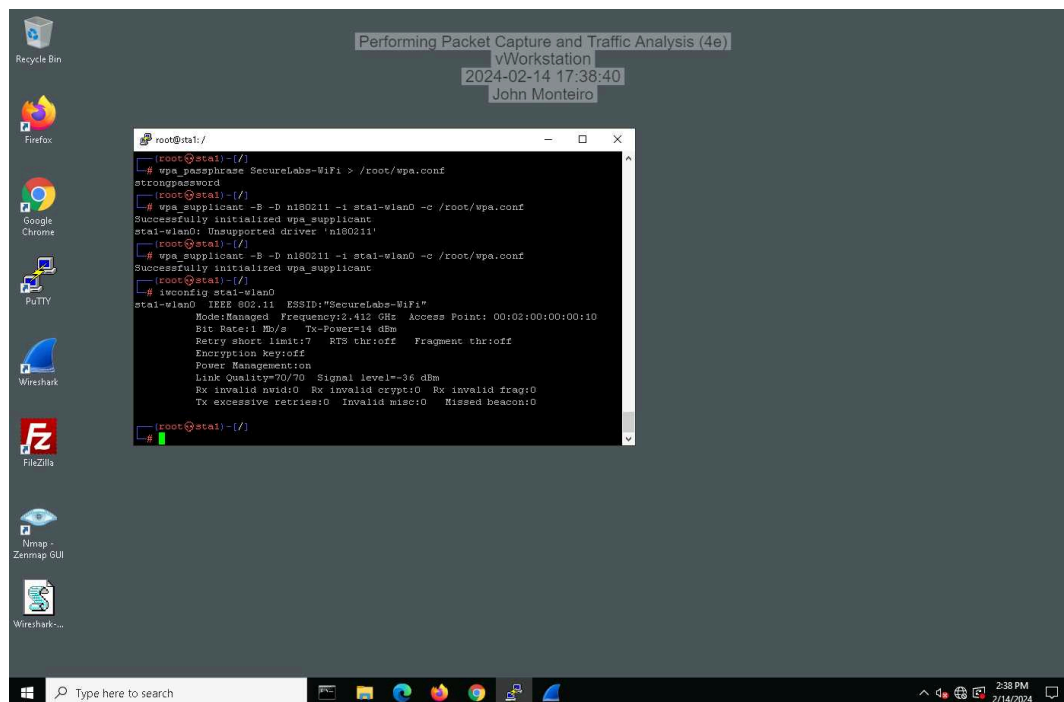 Performing Packet Capture and Traffic Analysis (4e)
vWorkstation
2024-02-14 17:38:40
John Monteiro
Recycle Bin
Firefox
Google
Chrome
PuTTY
Wireshark
FileZilla
Nmap -
Zenmap GUI
Wireshark-...
root@sta1: /
(root@sta1)-[/]
# wpa_passphrase SecureLabs-WiFi > /root/wpa.conf
strongpassword
(root@sta1)-[/]
# wpa_supplicant -B -D n180211 -i sta1-wlan0 -c /root/wpa.conf
Successfully initialized wpa_supplicant
sta1-wlan0: Unsupported driver 'n180211'
(root@sta1)-[/]
# wpa_supplicant -B -D nl80211 -i sta1-wlan0 -c /root/wpa.conf
Successfully initialized wpa_supplicant
(root@sta1)-[/]
# iwconfig sta1-wlan0
sta1-wlan0 IEEE 802.11 ESSID:"SecureLabs-WiFi"
Mode:Managed Frequency:2.412 GHz Access Point: 00:02:00:00:00:10
Bit Rate:1 Mb/s Tx-Power=14 dBm
Retry short limit:7 RTS thr:off Fragment thr:off
Encryption key:off
Power Management:on
Link Quality=70/70 Signal level=-36 dBm
Rx invalid nwid:0 Rx invalid crypt:0 Rx invalid frag:0
Tx excessive retries:0 Invalid misc:0 Missed beacon:0
(root@sta1)-[/]
#
Type here to search
2:38 PM
2/14/2024